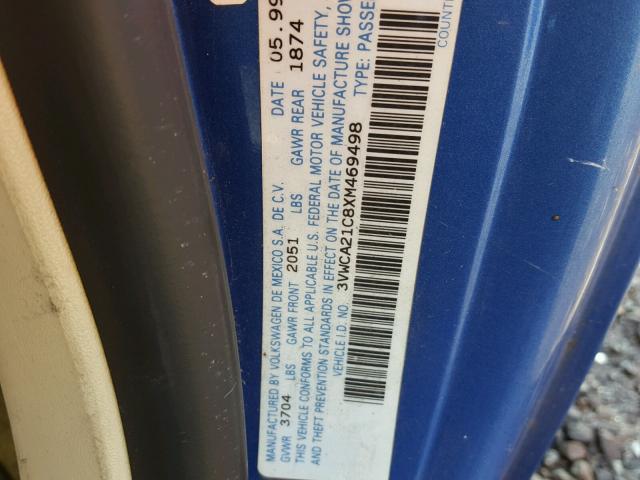 MANUFACTURED BY VOLKSWAGEN DE MEXICO S.A. DE C.V. DATE 05.99
GVWR 3704 LBS GAWR FRONT 2051 LBS GAWR REAR 1874
THIS VEHICLE CONFORMS TO ALL APPLICABLE U.S. FEDERAL MOTOR VEHICLE SAFETY,
AND THEFT PREVENTION STANDARDS IN EFFECT ON THE DATE OF MANUFACTURE SHOW
VEHICLE I.D. NO. 3VWCA21C8XM469498 TYPE: PASSE
COUNT